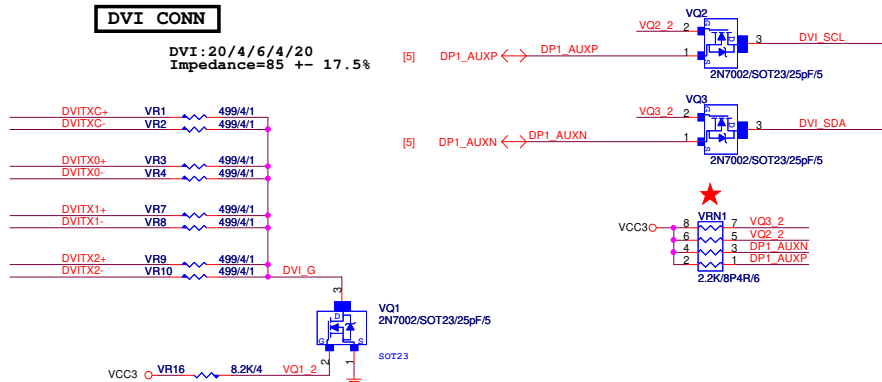 DVI CONN
DVI:20/4/6/4/20
Impedance=85 +- 17.5%
DVITXC+ VR1 499/4/1
DVITXC- VR2 499/4/1
DVITX0+ VR3 499/4/1
DVITX0- VR4 499/4/1
DVITX1+ VR7 499/4/1
DVITX1- VR8 499/4/1
DVITX2+ VR9 499/4/1
DVITX2- VR10 499/4/1 DVI_G
3
D
G
S
VQ1
2N7002/SOT23/25pF/5
SOT23
2
1
VCC3 VR16 8.2K/4 VQ1_2
VQ2
VQ2_2 2
G
D
S
3 DVI_SCL
[5] DP1_AUXP DP1_AUXP 1
2N7002/SOT23/25pF/5
VQ3
VQ3_2 2
G
D
S
3 DVI_SDA
[5] DP1_AUXN DP1_AUXN 1
2N7002/SOT23/25pF/5
VRN1
VCC3 8 7 VQ3_2
6 5 VQ2_2
4 3 DP1_AUXN
2 1 DP1_AUXP
2.2K/8P4R/6